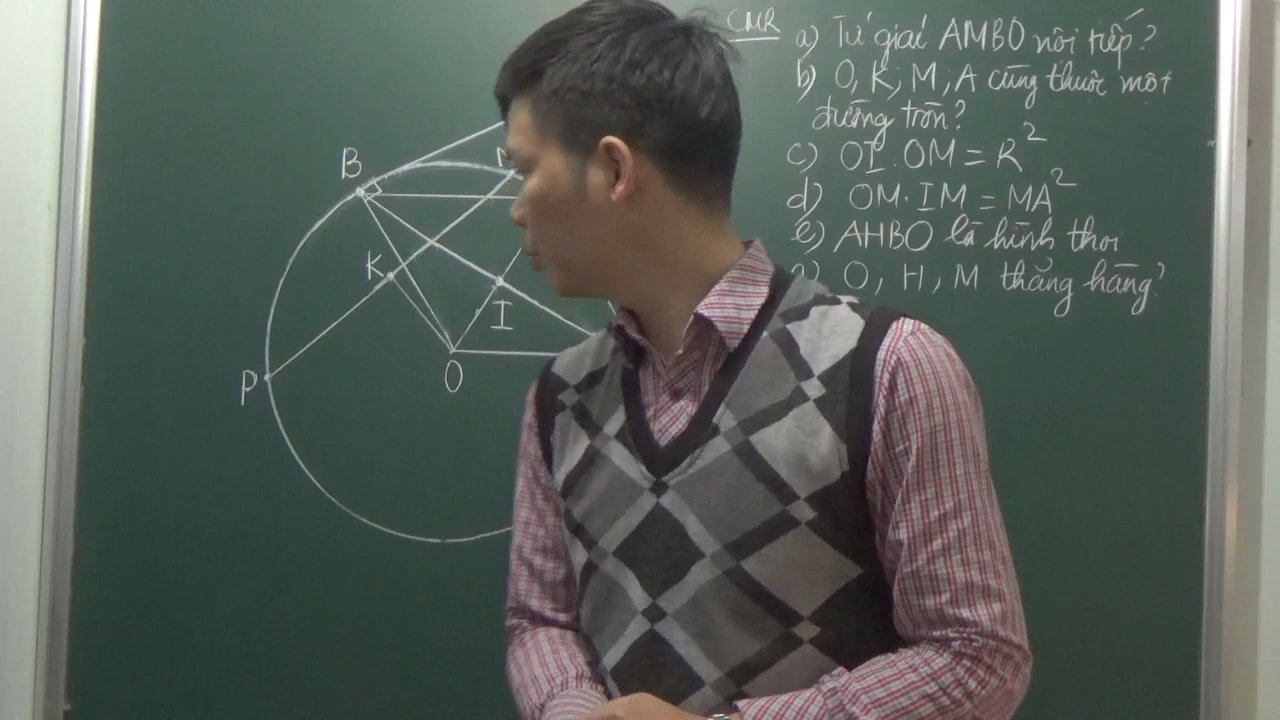 CMR
a) Tứ giác AMBO nội tiếp?
b) O, K, M, A cùng thuộc một
đường tròn?
c) OI.OM = R²
d) OM.IM = MA²
e) AHBO là hình thoi
O, H, M thẳng hàng?
B
K
I
P
O